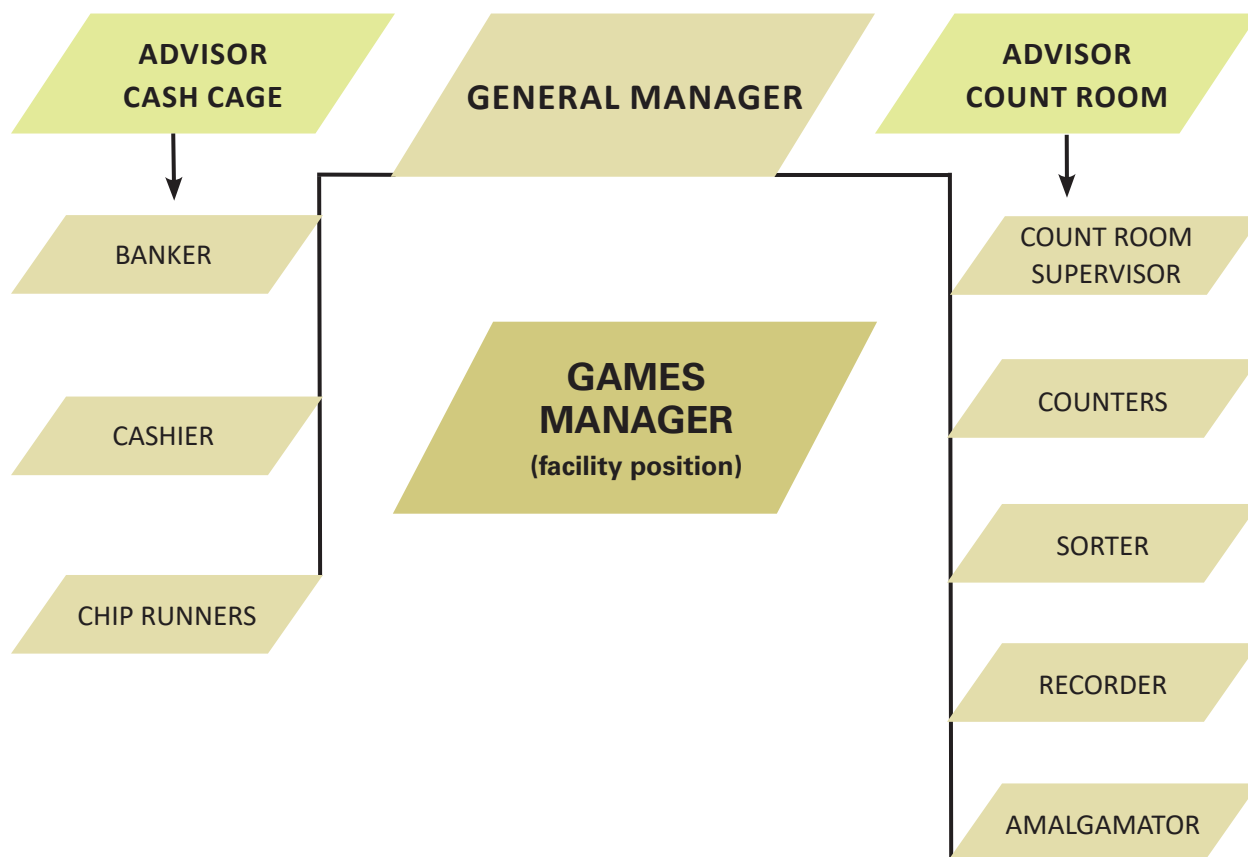 ADVISOR
CASH CAGE
GENERAL MANAGER
ADVISOR
COUNT ROOM
BANKER
COUNT ROOM
SUPERVISOR
GAMES
MANAGER
(facility position)
CASHIER
COUNTERS
SORTER
CHIP RUNNERS
RECORDER
AMALGAMATOR